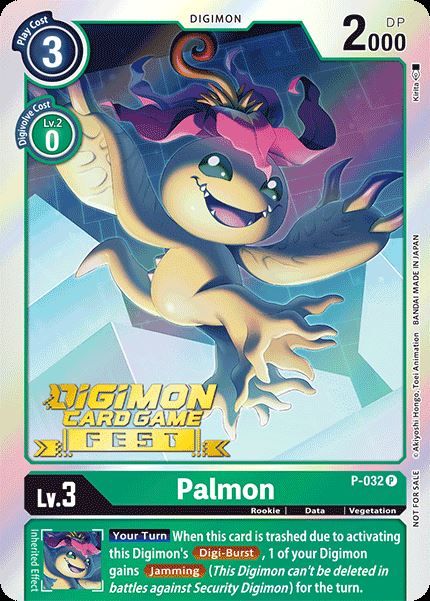 Play Cost
3
DIGIMON
2000
DP
Digivolve Cost
Lv.2
0
Kirita
© Akiyoshi Hongo, Toei Animation BANDAI MADE IN JAPAN
NOT FOR SALE
DIGIMON
CARD GAME
FEST
P-032 P
Lv.3
Palmon
Rookie | Data | Vegetation
Inherited Effect
Your Turn When this card is trashed due to activating
this Digimon's Digi-Burst, 1 of your Digimon
gains Jamming (This Digimon can't be deleted in
battles against Security Digimon) for the turn.